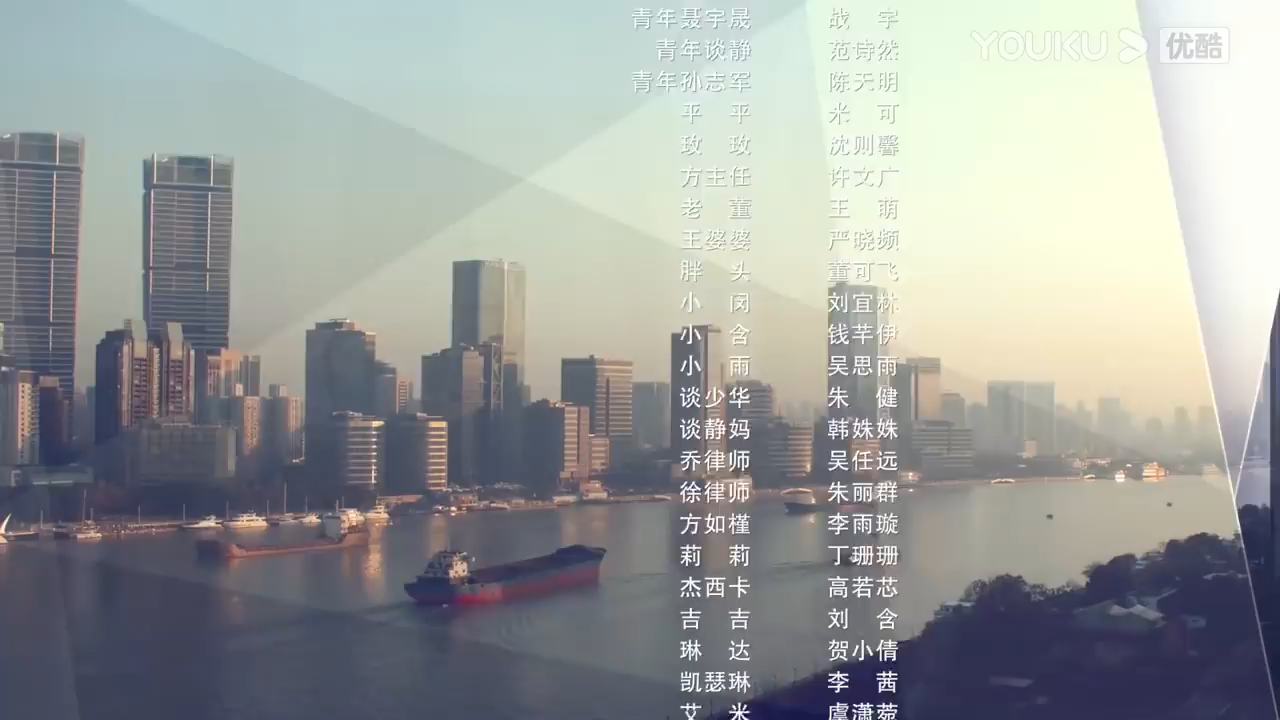 青年聂宇晟 战宇
YOUKU 优酷
青年谈静 范诗然
青年孙志军 陈天明
平平 米可
玫玫 沈则馨
方主任 许文广
老董 王萌
王婆婆 严晓频
胖头 董可飞
小闵 刘宜林
小含 钱芊伊
小雨 吴思雨
谈少华 朱健
谈静妈 韩姝姝
乔律师 吴任远
徐律师 朱丽群
方如槿 李雨璇
莉莉 丁珊珊
杰西卡 高若芯
吉吉 刘含
琳达 贺小倩
凯瑟琳 李茜
艾米 虞潇菀